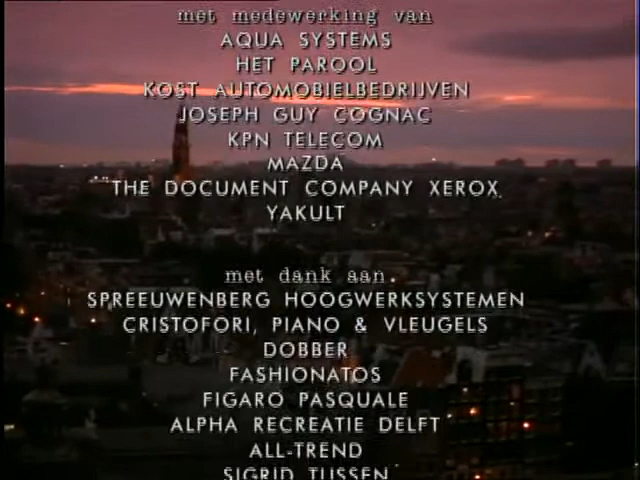 met medewerking van
AQUA SYSTEMS
HET PAROOL
KOST AUTOMOBIELBEDRIJVEN
JOSEPH GUY COGNAC
KPN TELECOM
MAZDA
THE DOCUMENT COMPANY XEROX
YAKULT
met dank aan.
SPREEUWENBERG HOOGWERKSYSTEMEN
CRISTOFORI, PIANO & VLEUGELS
DOBBER
FASHIONATOS
FIGARO PASQUALE
ALPHA RECREATIE DELFT
ALL-TREND
SIGRID TIJSSEN